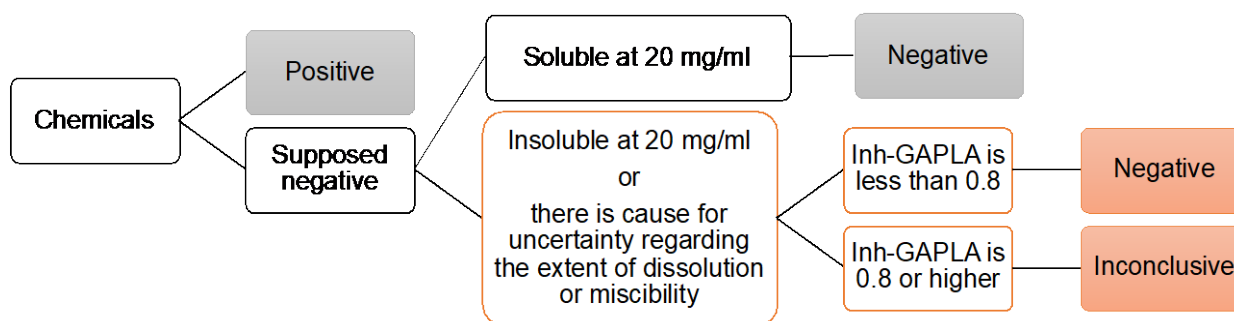 Chemicals
Positive
Supposed
negative
Soluble at 20 mg/ml
Negative
Insoluble at 20 mg/ml
or
there is cause for
uncertainty regarding
the extent of dissolution
or miscibility
Inh-GAPLA is
less than 0.8
Negative
Inh-GAPLA is
0.8 or higher
Inconclusive